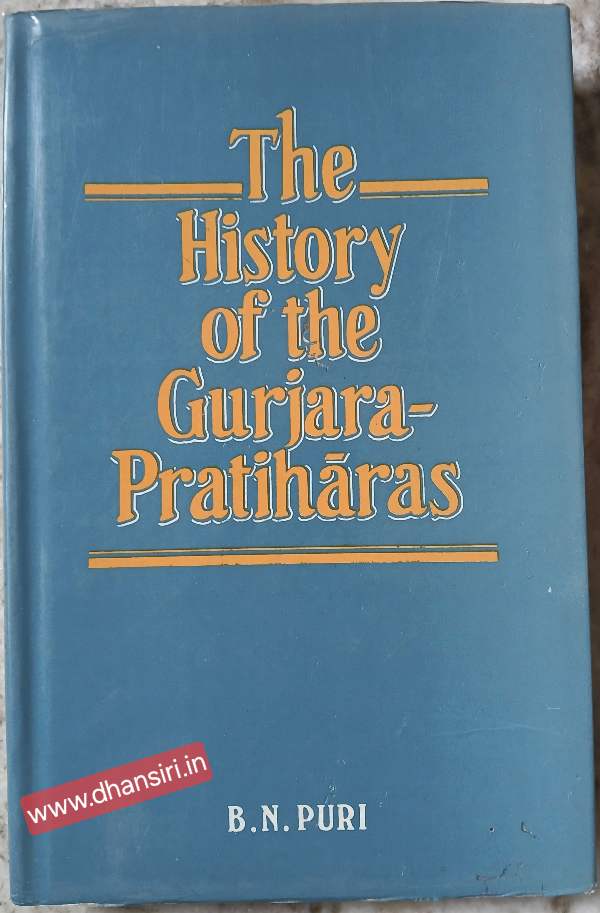 The
History
of the
Gurjara-
Pratihāras
www.dhansiri.in
B.N. PURI